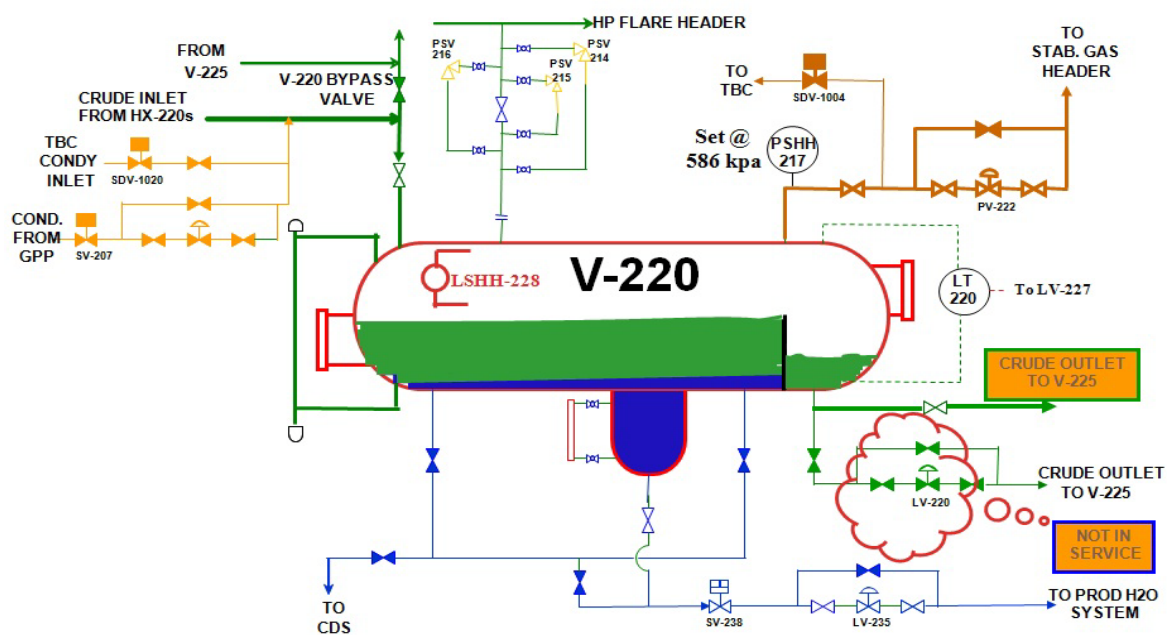 HP FLARE HEADER
FROM
V-225
PSV
216
PSV
214
PSV
215
V-220 BYPASS
VALVE
CRUDE INLET
FROM HX-220s
TBC
CONDY
INLET
SDV-1020
COND.
FROM
GPP
SV-207
TO
TBC
SDV-1004
TO
STAB. GAS
HEADER
Set @
586 kpa
PSHH
217
PV-222
LSHH-228
V-220
LT
220
To LV-227
CRUDE OUTLET
TO V-225
LV-220
CRUDE OUTLET
TO V-225
NOT IN
SERVICE
TO
CDS
SV-238
LV-235
TO PROD H2O
SYSTEM